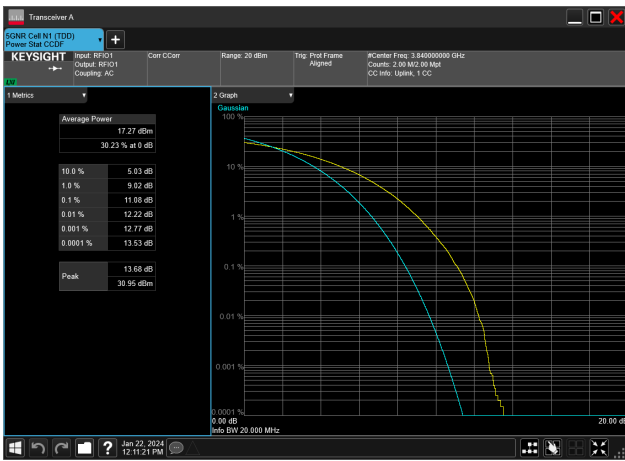 Transceiver A
5GNR Cell N1 (TDD)
Power Stat CCDF
KEYSIGHT
Input: RFIO1
Output: RFIO1
Coupling: AC
Corr CCorr
Range: 20 dBm
Trig: Prot Frame
Aligned
#Center Freq: 3.840000000 GHz
Counts: 2.00 M/2.00 Mpt
CC Info: Uplink, 1 CC
1 Metrics
Average Power
17.27 dBm
30.23 % at 0 dB
10.0 % 5.03 dB
1.0 % 9.02 dB
0.1 % 11.08 dB
0.01 % 12.22 dB
0.001 % 12.77 dB
0.0001 % 13.53 dB
Peak
13.68 dB
30.95 dBm
2 Graph
Gaussian
100 %
10 %
1 %
0.1 %
0.01 %
0.001 %
0.0001 %
0.00 dB
20.00 dB
Info BW 20.000 MHz
Jan 22, 2024
12:11:21 PM